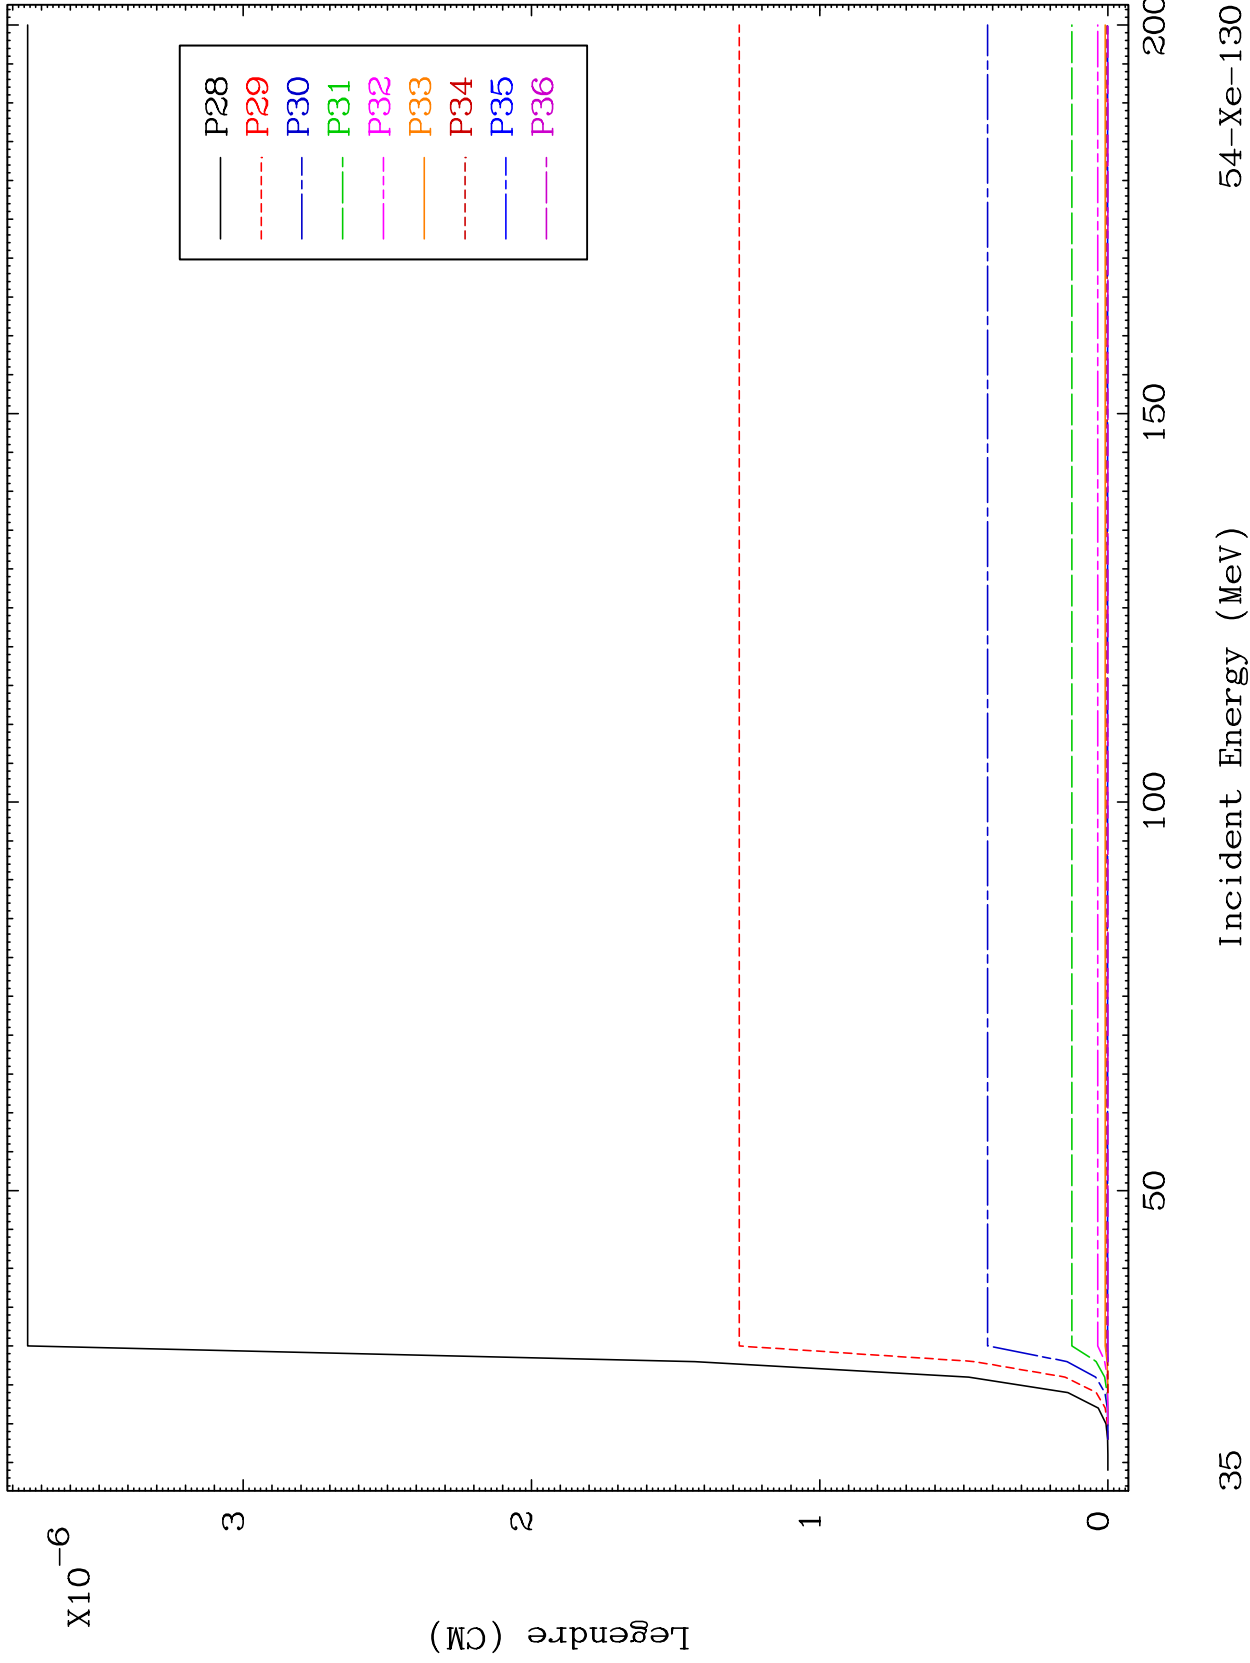 X10
-6
Legendre (CM)
3
2
1
0
P28
P29
P30
P31
P32
P33
P34
P35
P36
50
100
150
200
35
Incident Energy (MeV)
54-Xe-130